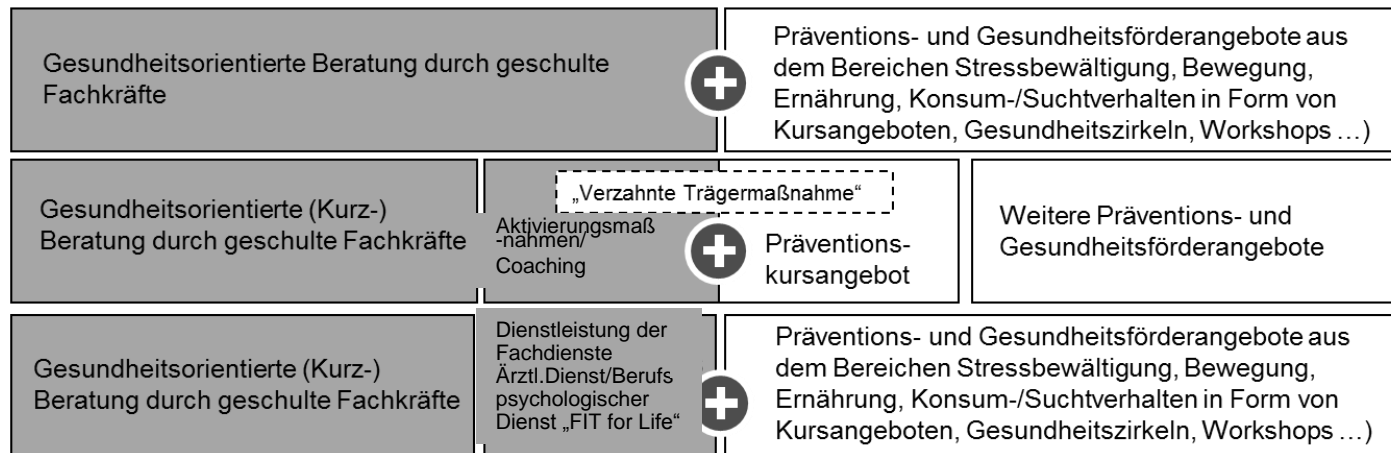 Gesundheitsorientierte Beratung durch geschulte
Fachkräfte
Präventions- und Gesundheitsförderangebote aus
dem Bereichen Stressbewältigung, Bewegung,
Ernährung, Konsum-/Suchtverhalten in Form von
Kursangeboten, Gesundheitszirkeln, Workshops …)
Gesundheitsorientierte (Kurz-)
Beratung durch geschulte Fachkräfte
„Verzahnte Trägermaßnahme“
Aktivierungsmaß
-nahmen/
Coaching
Präventions-
kursangebot
Weitere Präventions- und
Gesundheitsförderangebote
Gesundheitsorientierte (Kurz-)
Beratung durch geschulte Fachkräfte
Dienstleistung der
Fachdienste
Ärztl.Dienst/Berufs
psychologischer
Dienst „FIT for Life“
Präventions- und Gesundheitsförderangebote aus
dem Bereichen Stressbewältigung, Bewegung,
Ernährung, Konsum-/Suchtverhalten in Form von
Kursangeboten, Gesundheitszirkeln, Workshops …)